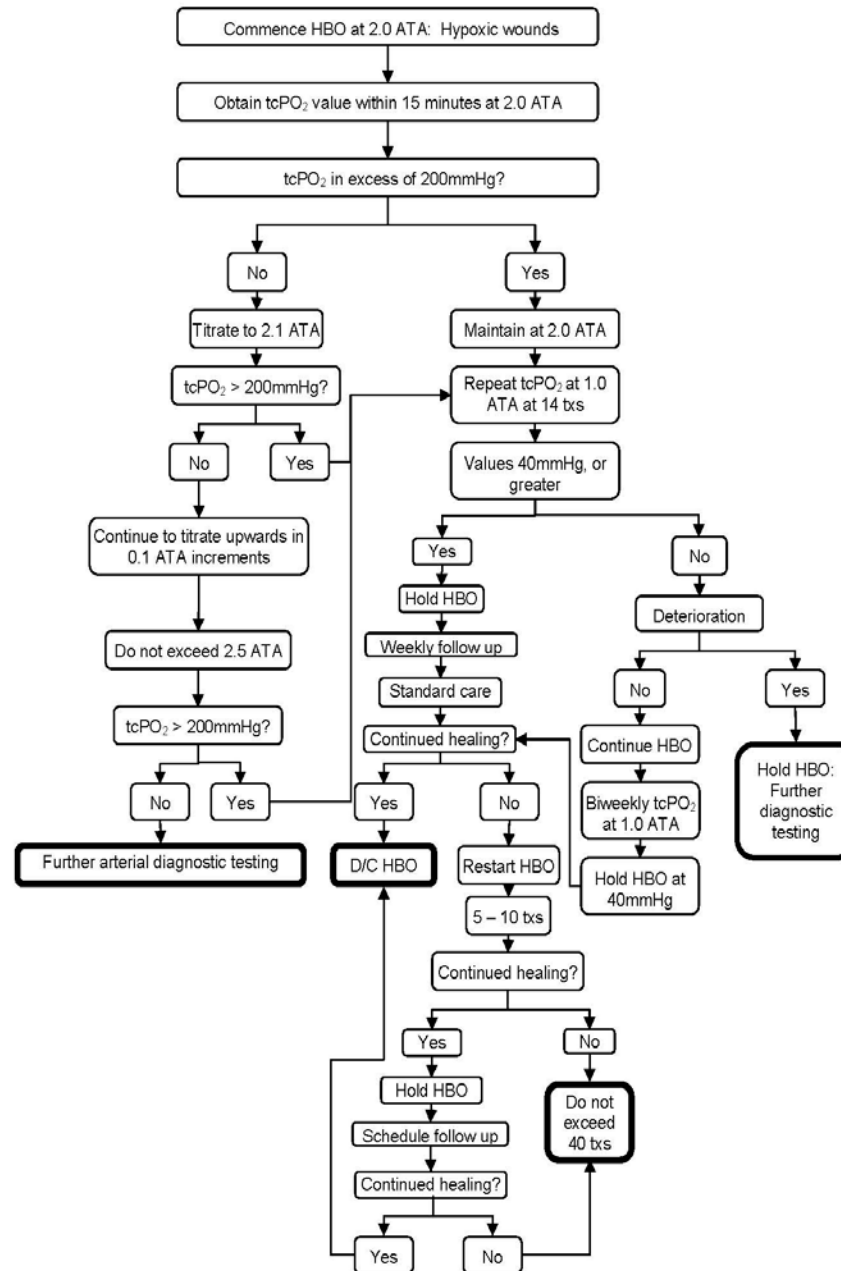 Commence HBO at 2.0 ATA: Hypoxic wounds
Obtain tcPO₂ value within 15 minutes at 2.0 ATA
tcPO₂ in excess of 200mmHg?
No
Yes
Titrate to 2.1 ATA
Maintain at 2.0 ATA
tcPO₂ > 200mmHg?
Repeat tcPO₂ at 1.0
ATA at 14 txs
No
Yes
Values 40mmHg, or
greater
Continue to titrate upwards in
0.1 ATA increments
Yes
No
Hold HBO
Deterioration
Do not exceed 2.5 ATA
Weekly follow up
Standard care
No
Yes
tcPO₂ > 200mmHg?
Continued healing?
Continue HBO
Hold HBO:
Further
diagnostic
testing
No
Yes
Yes
No
Biweekly tcPO₂
at 1.0 ATA
Further arterial diagnostic testing
D/C HBO
Restart HBO
Hold HBO at
40mmHg
5 – 10 txs
Continued healing?
Yes
No
Hold HBO
Do not
exceed
40 txs
Schedule follow up
Continued healing?
Yes
No